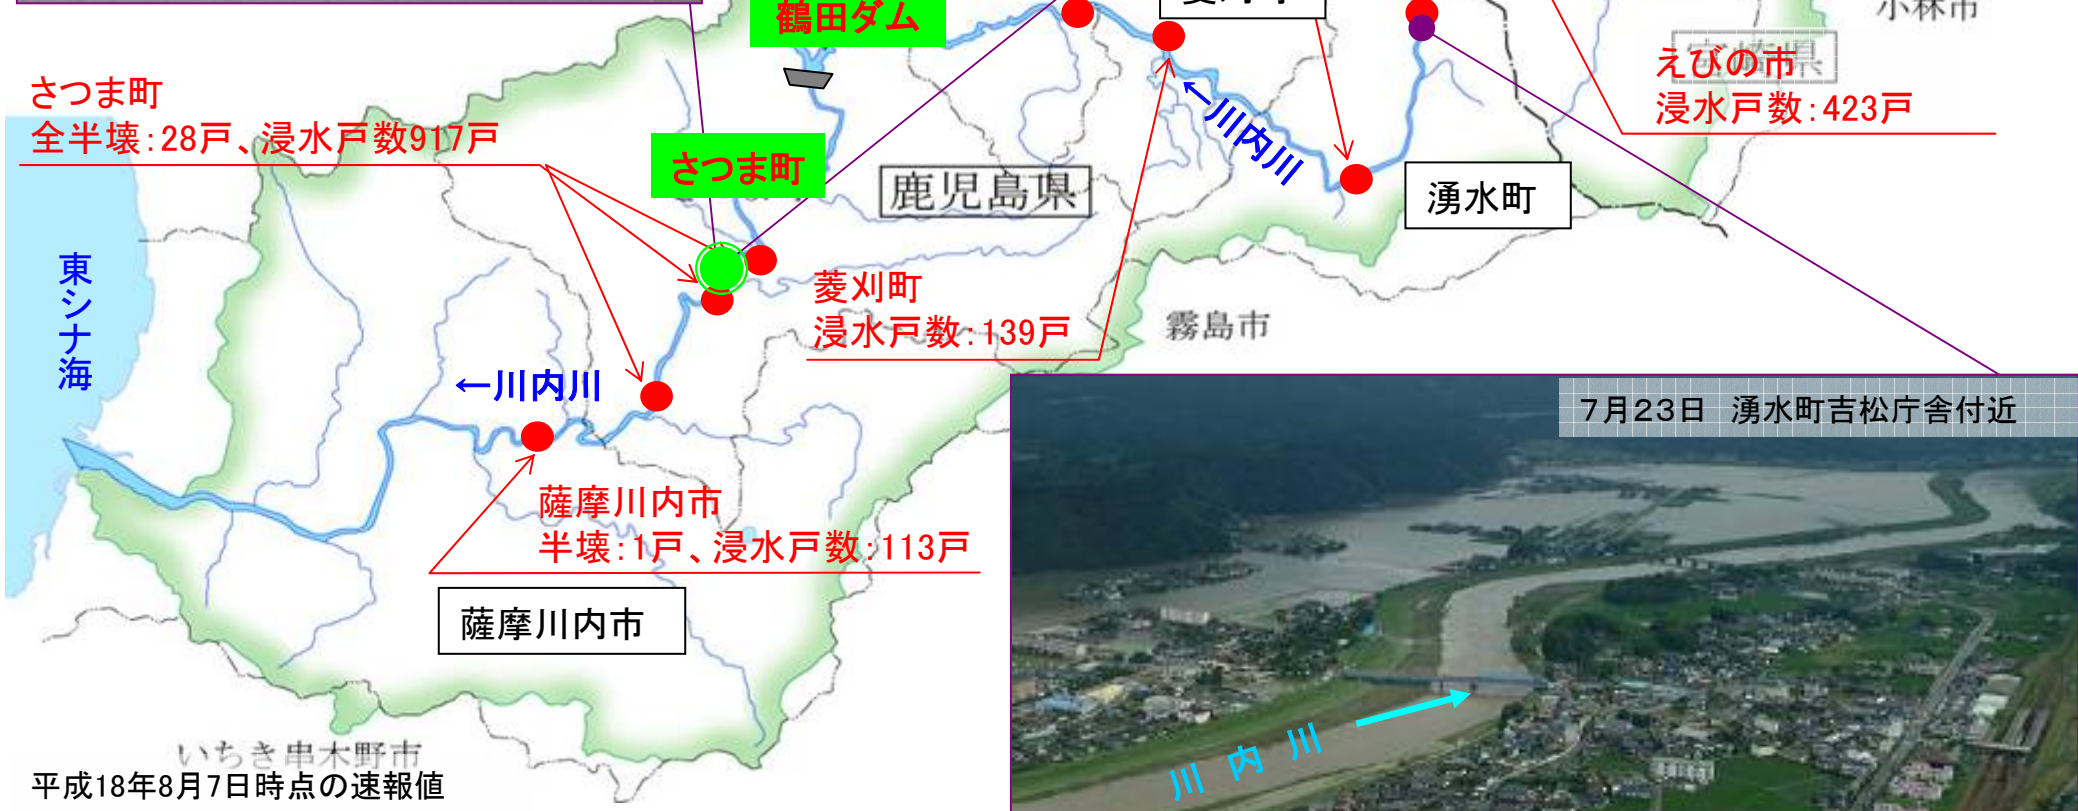 鶴田ダム
小林市
さつま町
全半壊:28戸、浸水戸数917戸
えびの市
浸水戸数:423戸
←川内川
さつま町
鹿児島県
湧水町
東シナ海
菱刈町
浸水戸数:139戸
霧島市
←川内川
7月23日 湧水町吉松庁舎付近
薩摩川内市
半壊:1戸、浸水戸数:113戸
薩摩川内市
川内川
いちき串木野市
平成18年8月7日時点の速報値